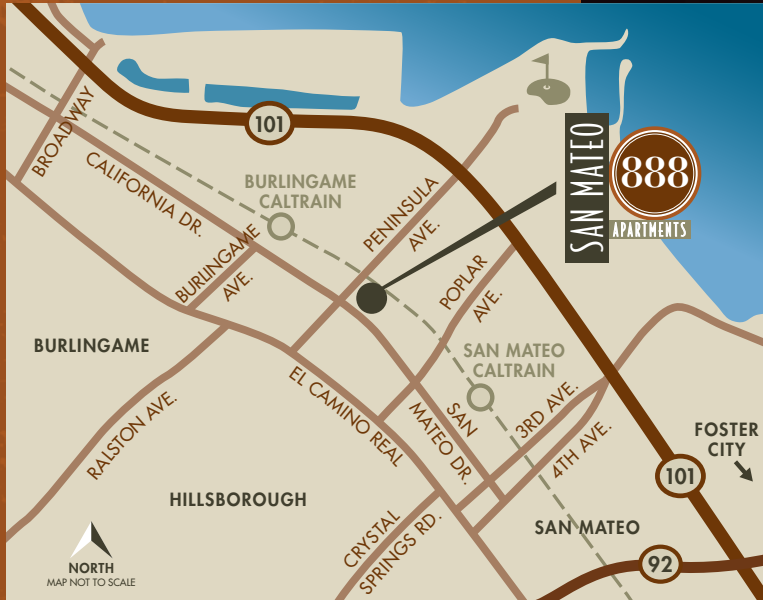 BROADWAY
101
CALIFORNIA DR.
BURLINGAME
CALTRAIN
PENINSULA
AVE.
SAN MATEO
888
APARTMENTS
BURLINGAME
AVE.
POPLAR
AVE.
BURLINGAME
SAN MATEO
CALTRAIN
EL CAMINO REAL
RALSTON AVE.
SAN
MATEO DR.
3RD AVE.
4TH AVE.
FOSTER
CITY
101
HILLSBOROUGH
CRYSTAL
SPRINGS RD.
SAN MATEO
92
NORTH
MAP NOT TO SCALE